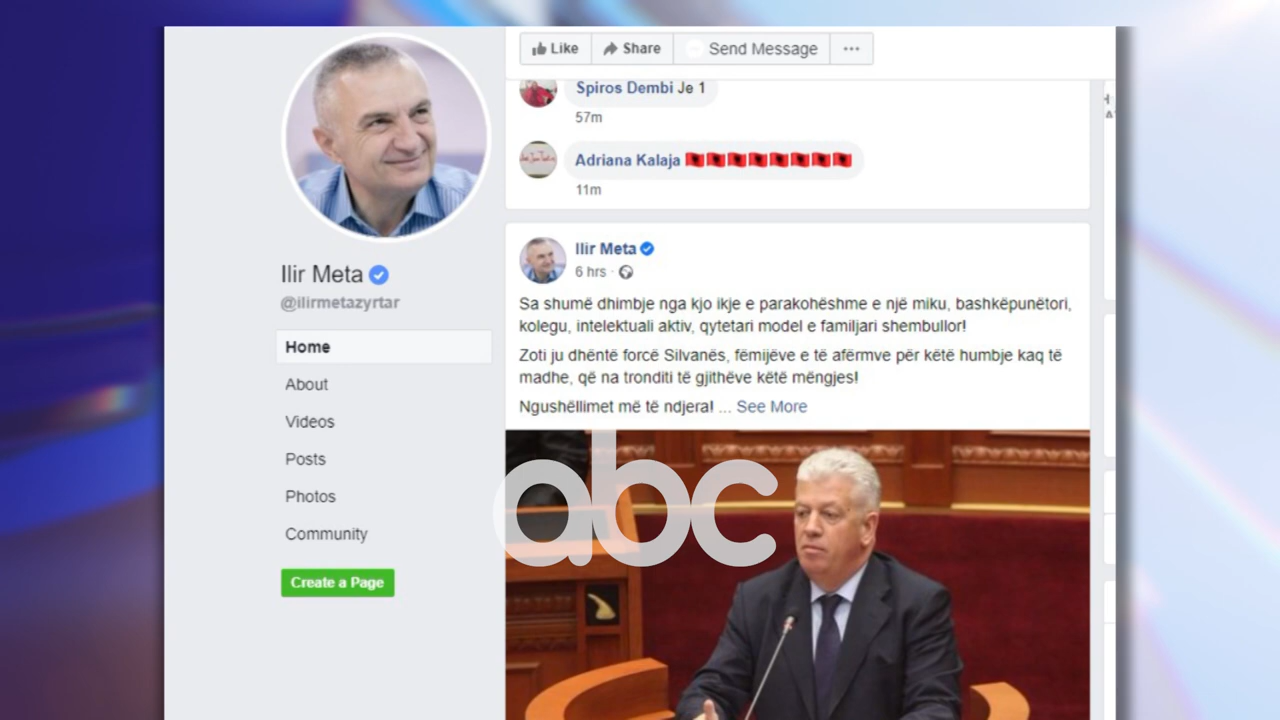 Like
Share
Send Message
Spiros Dembi Je 1
57m
Adriana Kalaja
11m
Ilir Meta
@ilirmetazyrtar
Home
About
Videos
Posts
Photos
Community
Create a Page
Ilir Meta
6 hrs ·
Sa shumë dhimbje nga kjo ikje e parakohëshme e një miku, bashkëpunëtori,
kolegu, intelektuali aktiv, qytetari model e familjari shembullor!
Zoti ju dhëntë forcë Silvanës, fëmijëve e të afërmve për këtë humbje kaq të
madhe, që na tronditi të gjithëve këtë mëngjes!
Ngushëllimet më të ndjera! ... See More
abc